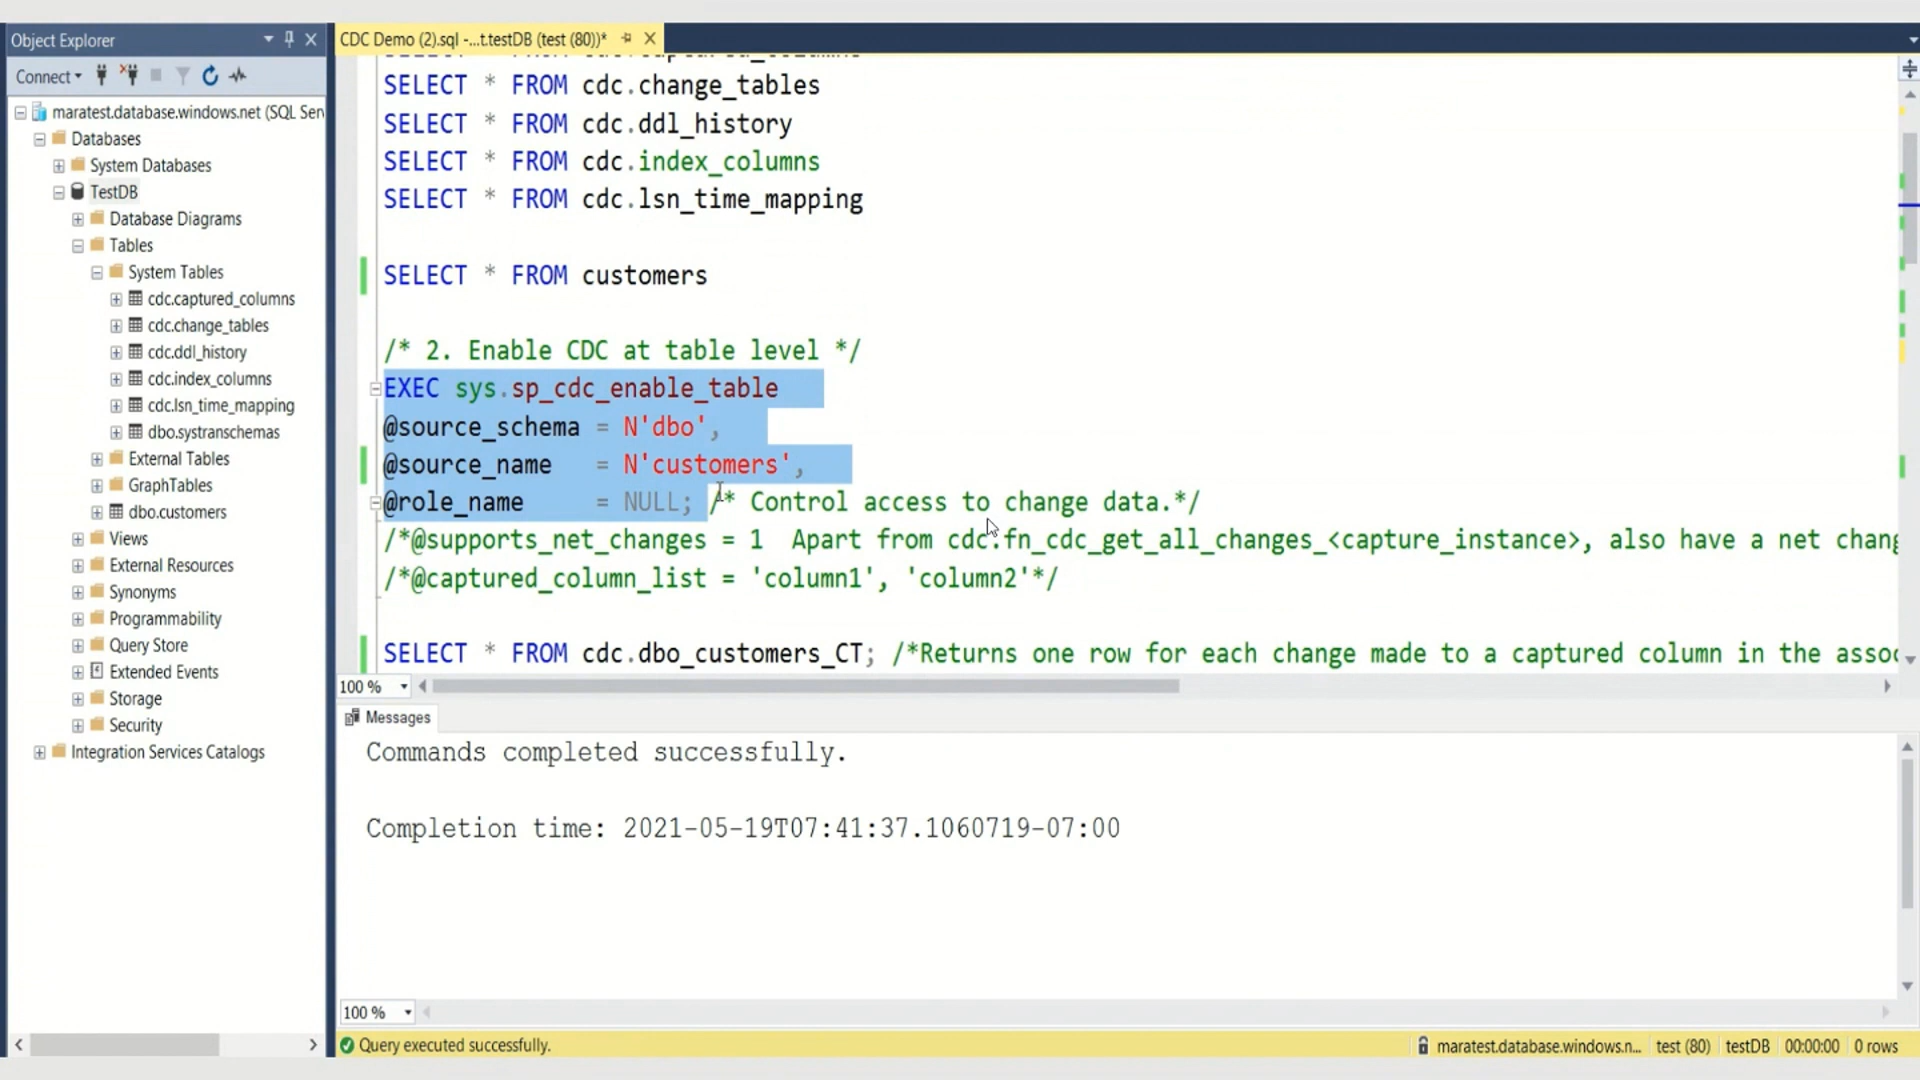 Object Explorer
Connect
maratest.database.windows.net (SQL Serv
Databases
System Databases
TestDB
Database Diagrams
Tables
System Tables
cdc.captured_columns
cdc.change_tables
cdc.ddl_history
cdc.index_columns
cdc.lsn_time_mapping
dbo.systranschemas
External Tables
GraphTables
dbo.customers
Views
External Resources
Synonyms
Programmability
Query Store
Extended Events
Storage
Security
Integration Services Catalogs
CDC Demo (2).sql -...t.testDB (test (80))*
SELECT * FROM cdc.change_tables
SELECT * FROM cdc.ddl_history
SELECT * FROM cdc.index_columns
SELECT * FROM cdc.lsn_time_mapping
SELECT * FROM customers
/* 2. Enable CDC at table level */
EXEC sys.sp_cdc_enable_table
@source_schema = N'dbo',
@source_name = N'customers',
@role_name = NULL; /* Control access to change data.*/
/*@supports_net_changes = 1 Apart from cdc.fn_cdc_get_all_changes_<capture_instance>, also have a net chang
/*@captured_column_list = 'column1', 'column2'*/
SELECT * FROM cdc.dbo_customers_CT; /*Returns one row for each change made to a captured column in the assoc
100 %
Messages
Commands completed successfully.
Completion time: 2021-05-19T07:41:37.1060719-07:00
100 %
Query executed successfully.
maratest.database.windows.n... test (80) testDB 00:00:00 0 rows